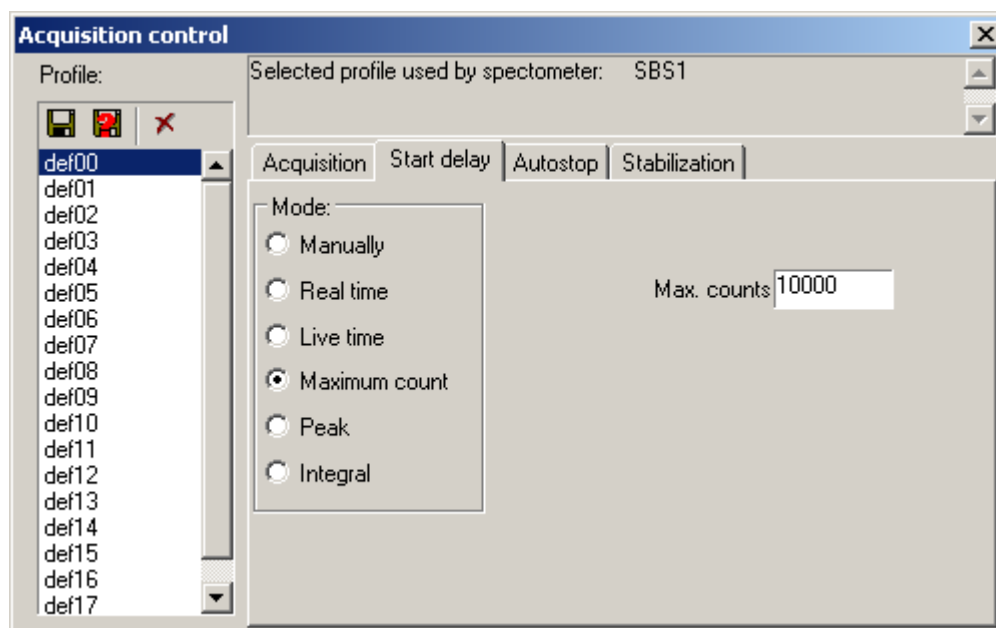 Acquisition control
Profile:
Selected profile used by spectometer: SBS1
def00
def01
def02
def03
def04
def05
def06
def07
def08
def09
def10
def11
def12
def13
def14
def15
def16
def17
Acquisition Start delay Autostop Stabilization
Mode:
Manually
Real time
Live time
Maximum count
Peak
Integral
Max. counts 10000